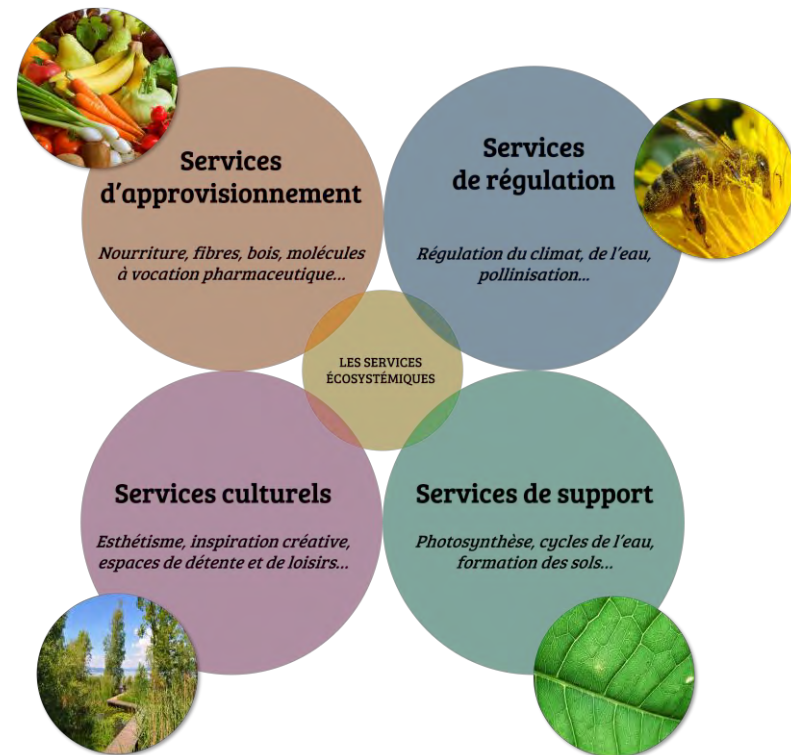 Services
d'approvisionnement
Nourriture, fibres, bois, molécules
à vocation pharmaceutique...
Services
de régulation
Régulation du climat, de l'eau,
pollinisation...
LES SERVICES
ÉCOSYSTÉMIQUES
Services culturels
Esthétisme, inspiration créative,
espaces de détente et de loisirs...
Services de support
Photosynthèse, cycles de l'eau,
formation des sols...